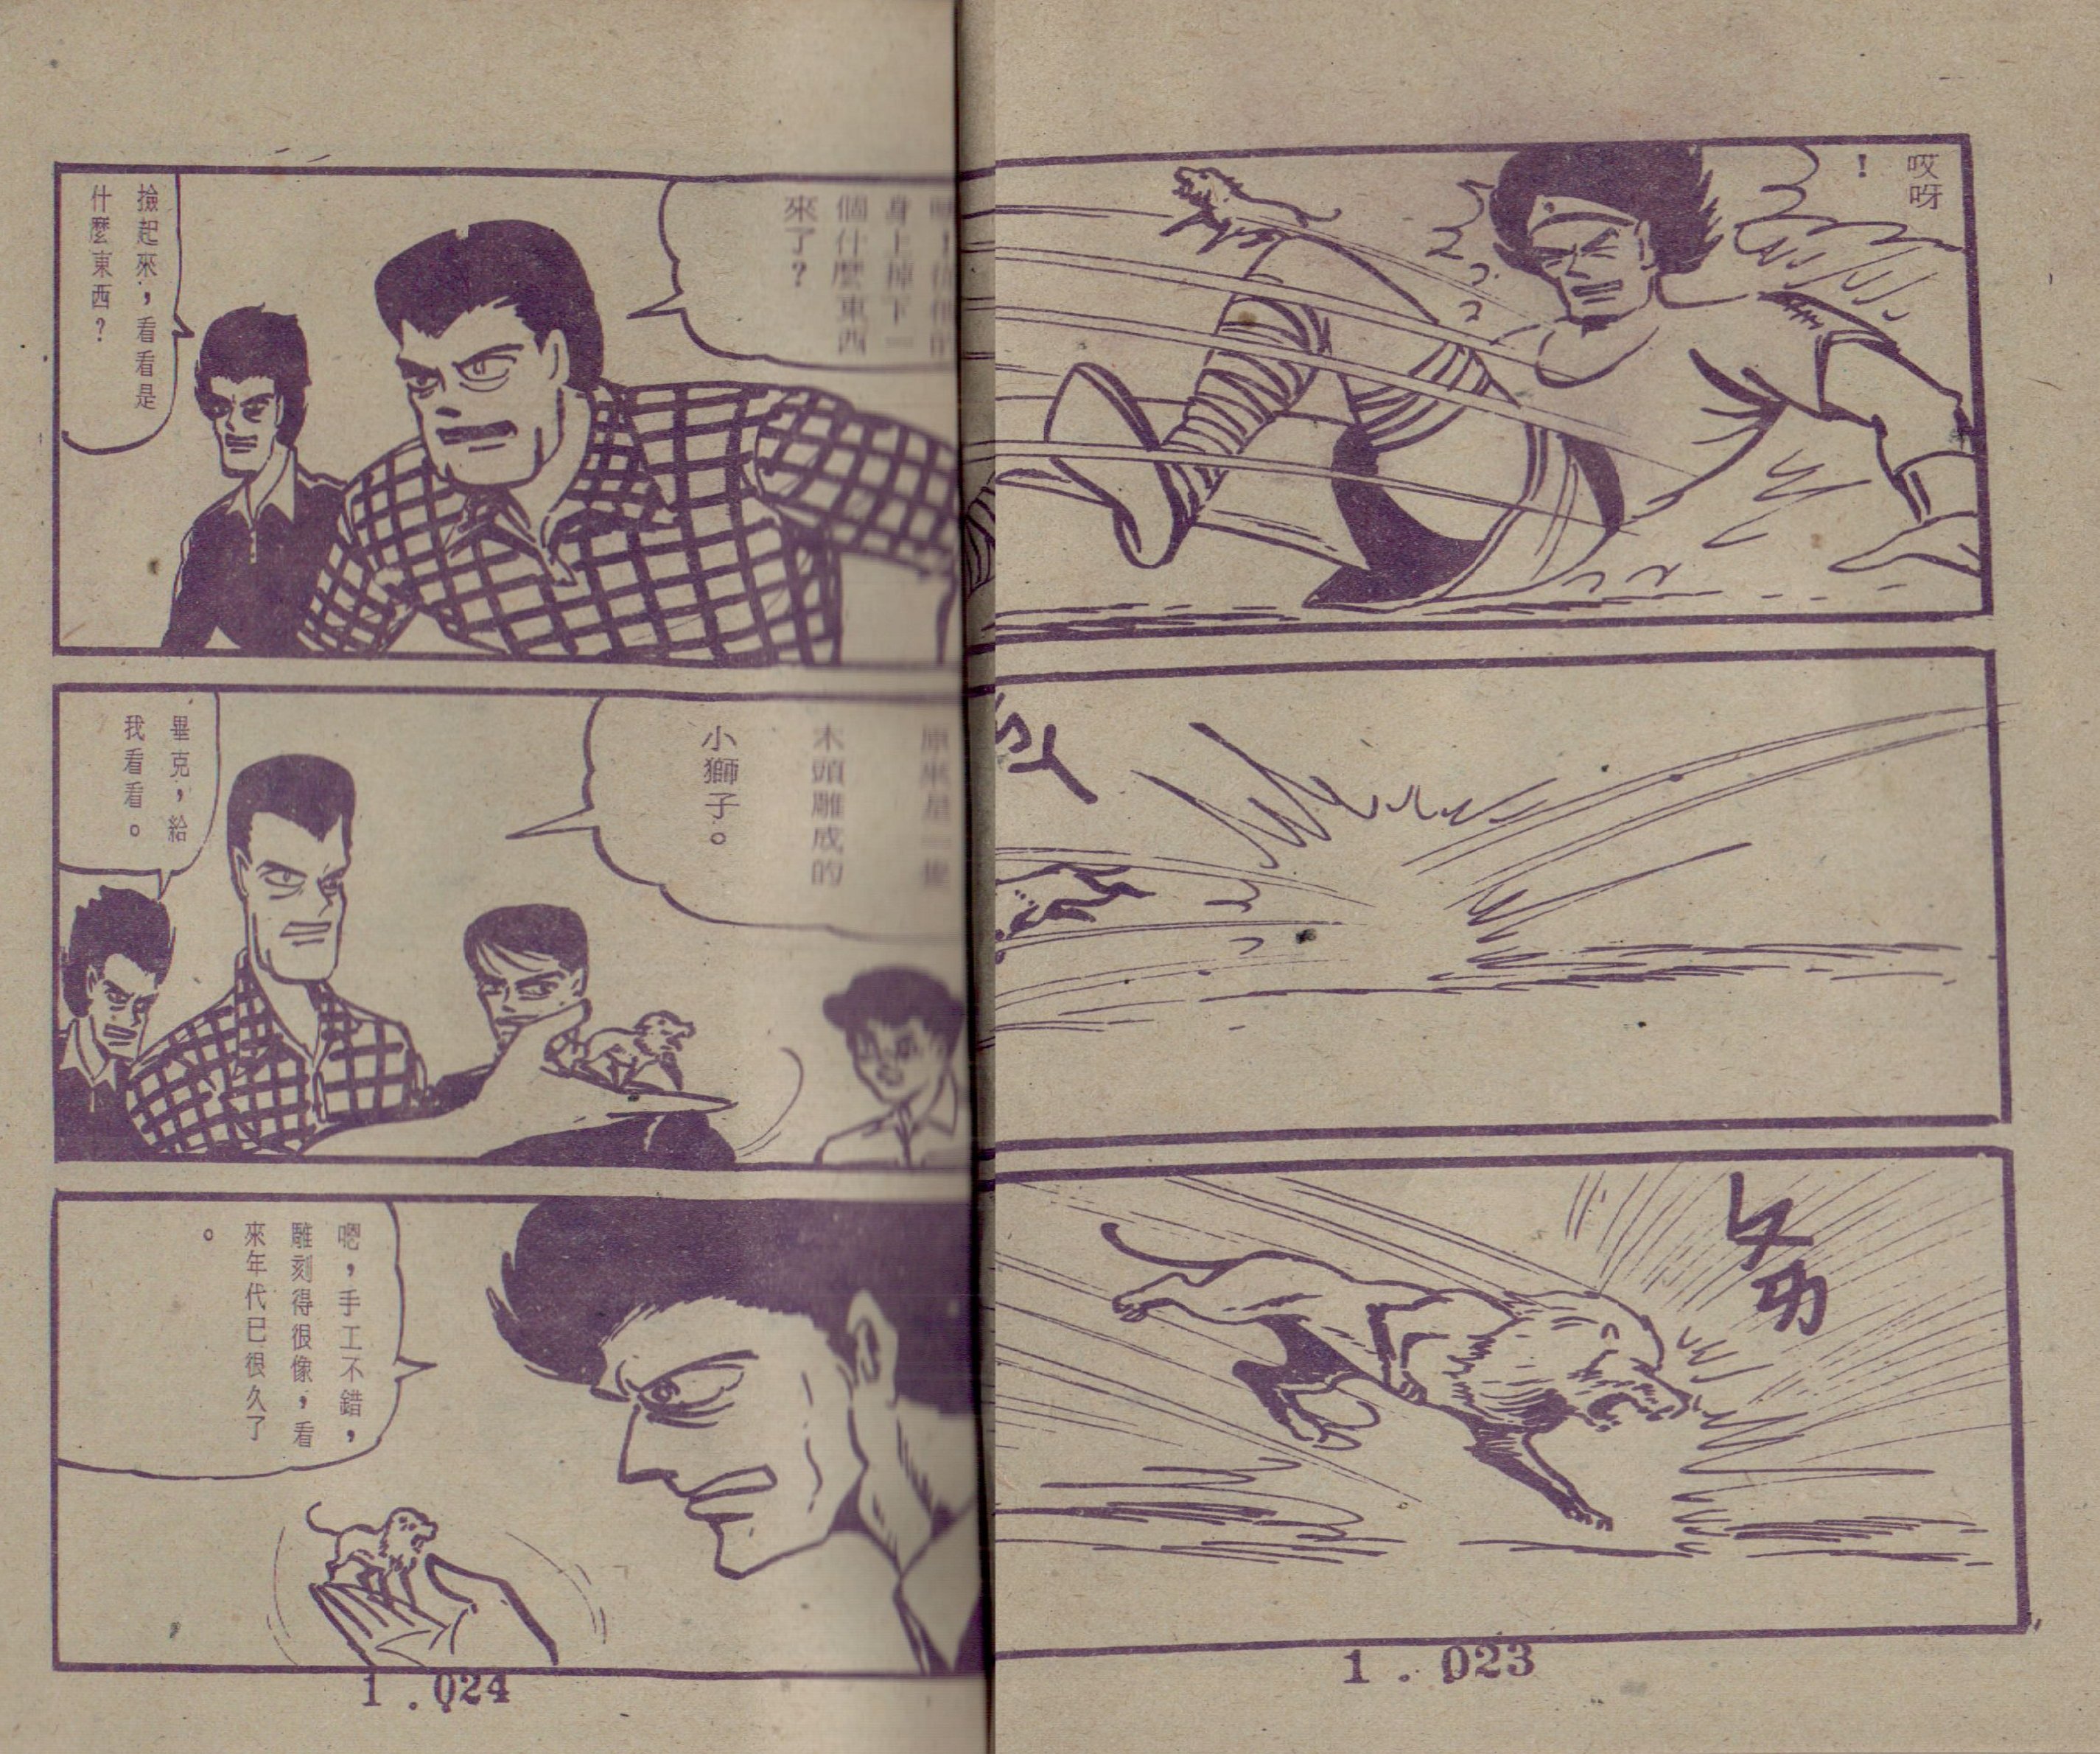 哎呀
！
ㄣㄌ
1.023
身上掉下一
個什麼東西
來了？
撿起來，看看是
什麼東西？
木頭雕成的
小獅子。
畢克，給
我看看。
嗯，手工不錯，
雕刻得很像，看
來年代已很久了
。
1.024